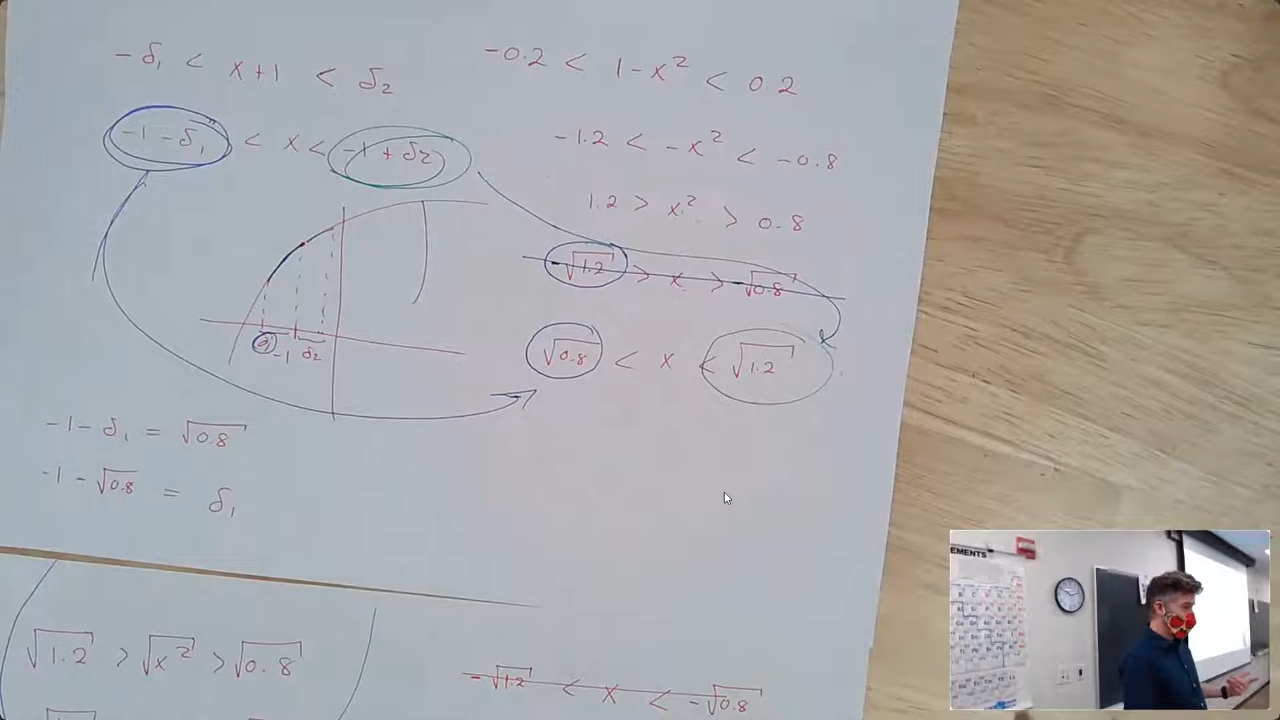 -δ₁ < x+1 < δ₂
-1-δ₁ < x < -1+δ₂
δ₁ -1 δ₂
-1-δ₁ = √0.8
-1-√0.8 = δ₁
-0.2 < 1-x² < 0.2
-1.2 < -x² < -0.8
1.2 > x² > 0.8
-√1.2 > x > -√0.8
√0.8 < x < √1.2
√1.2 > √x² > √0.8
-√1.2 < x < -√0.8
EMENTS